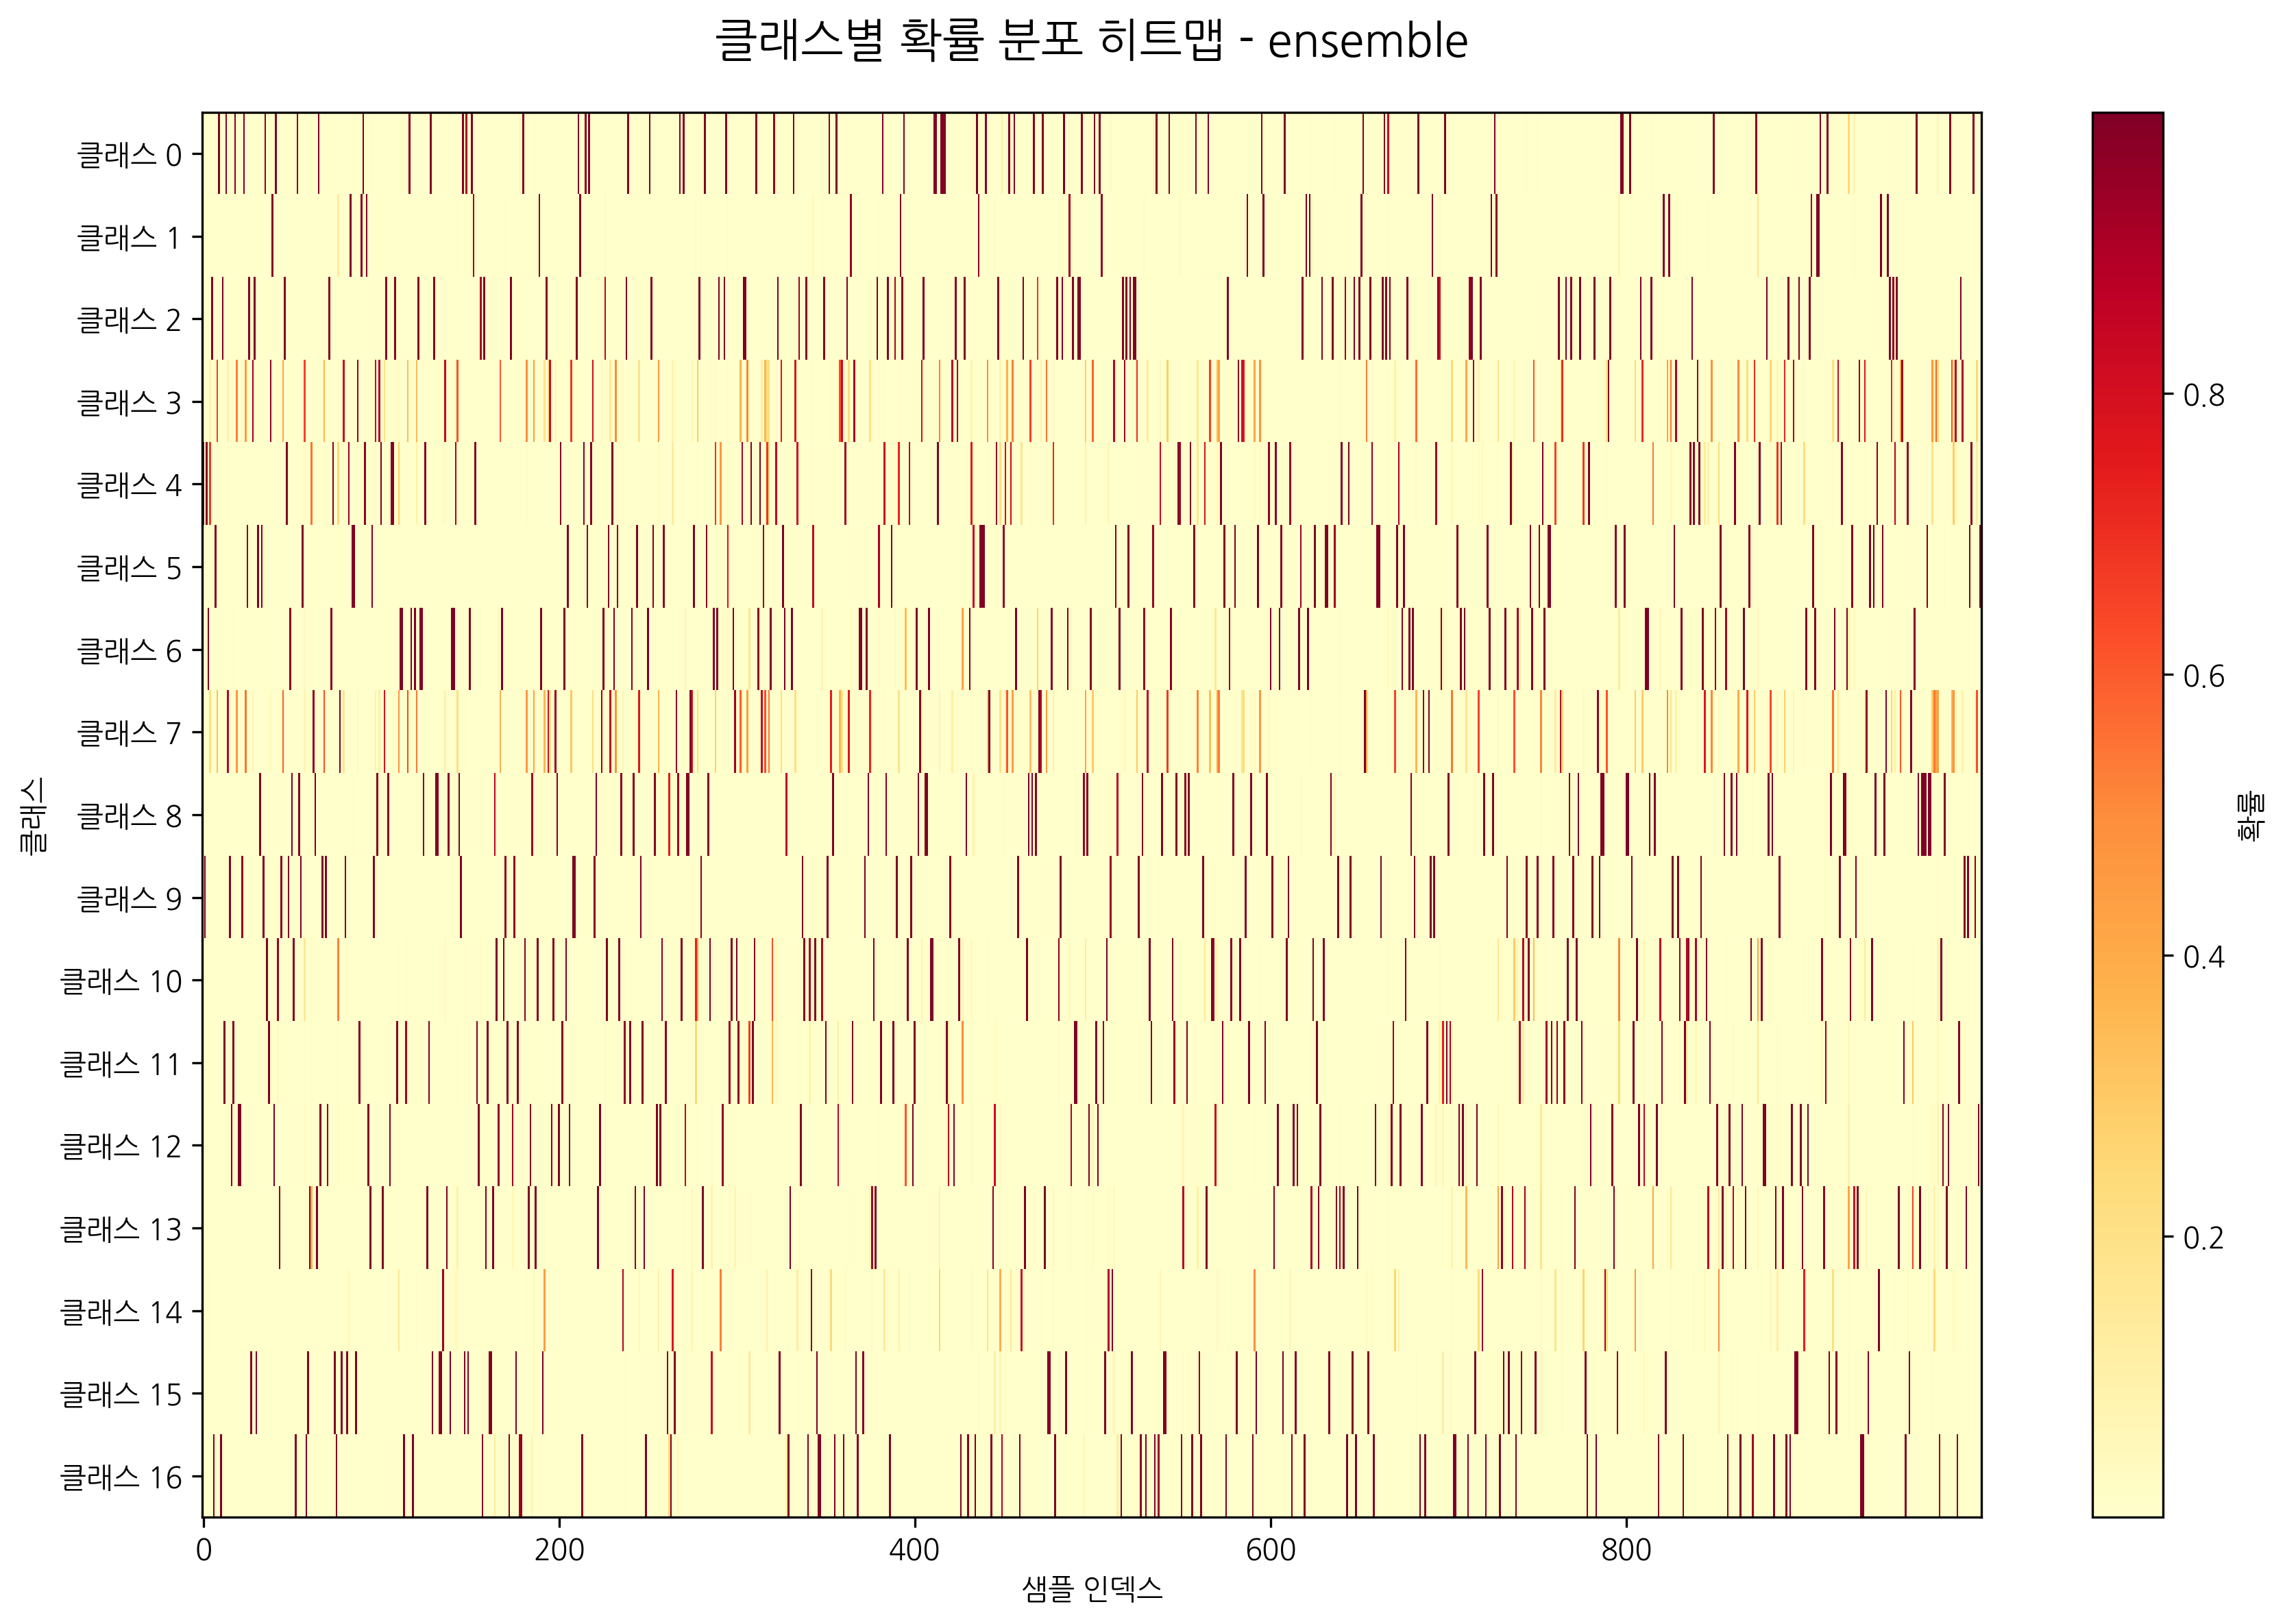 클래스별 확률 분포 히트맵 - ensemble
클래스
클래스 0
클래스 1
클래스 2
클래스 3
클래스 4
클래스 5
클래스 6
클래스 7
클래스 8
클래스 9
클래스 10
클래스 11
클래스 12
클래스 13
클래스 14
클래스 15
클래스 16
0 200 400 600 800
샘플 인덱스
0.8
0.6
0.4
0.2
확률